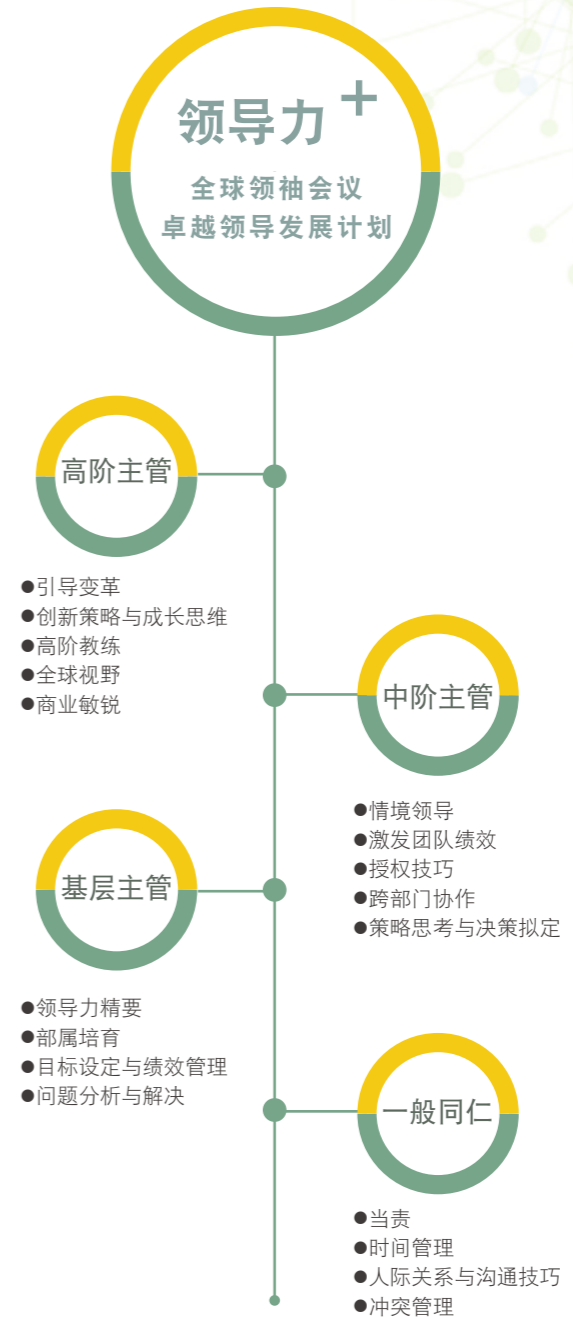 领导力+
全球领袖会议
卓越领导发展计划
高阶主管
●引导变革
●创新策略与成长思维
●高阶教练
●全球视野
●商业敏锐
中阶主管
●情境领导
●激发团队绩效
●授权技巧
●跨部门协作
●策略思考与决策拟定
基层主管
●领导力精要
●部属培育
●目标设定与绩效管理
●问题分析与解决
一般同仁
●当责
●时间管理
●人际关系与沟通技巧
●冲突管理